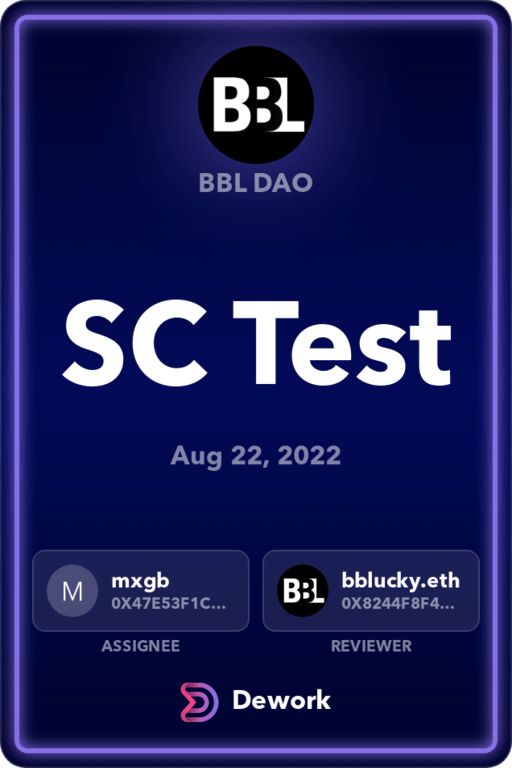 BBL
BBL DAO
SC Test
Aug 22, 2022
M
mxgb
0X47E53F1C...
ASSIGNEE
BBL
bblucky.eth
0X8244F8F4...
REVIEWER
Dework